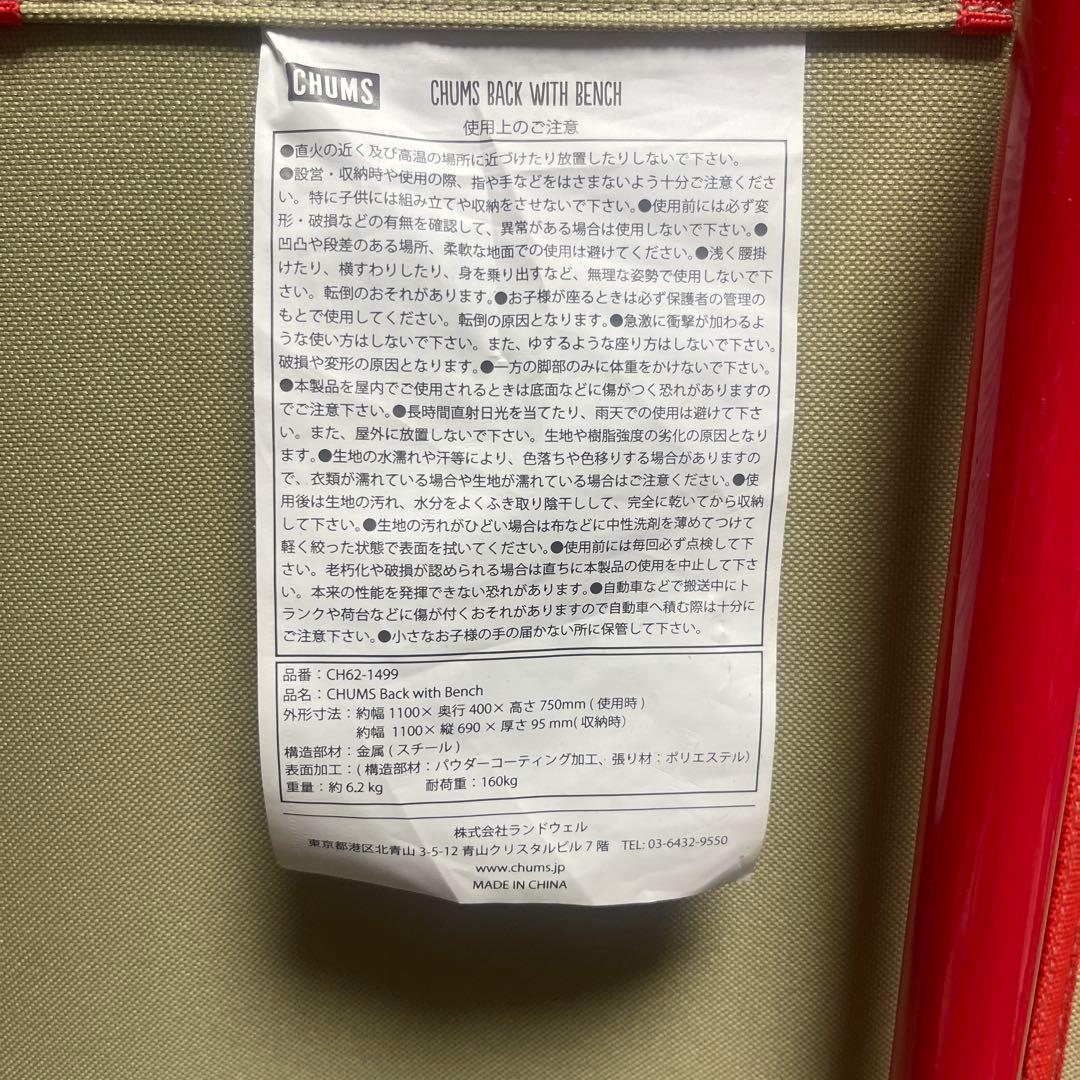 CHUMS
CHUMS BACK WITH BENCH
使用上のご注意
●直火の近く及び高温の場所に近づけたり放置したりしないで下さい。
●設営・収納時や使用の際、指や手などをはさまないよう十分ご注意くださ
い。特に子供には組み立てや収納をさせないで下さい。●使用前には必ず変
形・破損などの有無を確認して、異常がある場合は使用しないで下さい。●
凹凸や段差のある場所、柔軟な地面での使用は避けてください。●浅く腰掛
けたり、横すわりしたり、身を乗り出すなど、無理な姿勢で使用しないで下
さい。転倒のおそれがあります。●お子様が座るときは必ず保護者の管理の
もとで使用してください。転倒の原因となります。●急激に衝撃が加わるよ
うな使い方はしないで下さい。また、ゆするような座り方はしないで下さい。
破損や変形の原因となります。●一方の脚部のみに体重をかけないで下さい。
●本製品を屋内でご使用されるときは底面などに傷がつく恐れがありますの
でご注意下さい。●長時間直射日光を当てたり、雨天での使用は避けて下さ
い。また、屋外に放置しないで下さい。生地や樹脂強度の劣化の原因となり
ます。●生地の水濡れや汗等により、色落ちや色移りする場合がありますの
で、衣類が濡れている場合や生地が濡れている場合はご注意ください。●使
用後は生地の汚れ、水分をよくふき取り陰干しして、完全に乾いてから収納
して下さい。●生地の汚れがひどい場合は布などに中性洗剤を薄めてつけて
軽く絞った状態で表面を拭いてください。●使用前には毎回必ず点検して下
さい。老朽化や破損が認められる場合は直ちに本製品の使用を中止して下さ
い。本来の性能を発揮できない恐れがあります。●自動車などで搬送中にト
ランクや荷台などに傷が付くおそれがありますので自動車へ積む際は十分に
ご注意下さい。●小さなお子様の手の届かない所に保管して下さい。
品番：CH62-1499
品名：CHUMS Back with Bench
外形寸法：約幅 1100× 奥行 400× 高さ 750mm ( 使用時 )
約幅 1100× 縦 690 × 厚さ 95 mm( 収納時)
構造部材：金属 ( スチール )
表面加工：( 構造部材：パウダーコーティング加工、張り材：ポリエステル)
重量：約 6.2 kg 耐荷重：160kg
株式会社ランドウェル
東京都港区北青山 3-5-12 青山クリスタルビル 7 階 TEL: 03-6432-9550
www.chums.jp
MADE IN CHINA